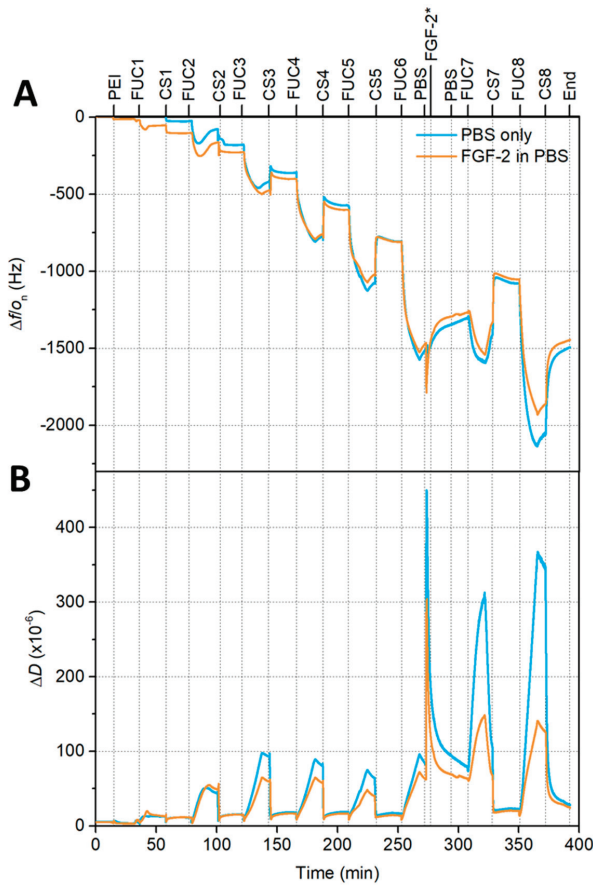 PEI
FUC1
CS1
FUC2
CS2
FUC3
CS3
FUC4
CS4
FUC5
CS5
FUC6
PBS
FGF-2*
PBS
FUC7
CS7
FUC8
CS8
End
A
PBS only
FGF-2 in PBS
0
-500
-1000
-1500
-2000
Δf/oₙ (Hz)
B
400
300
200
100
0
ΔD (x10⁻⁶)
0 50 100 150 200 250 300 350 400
Time (min)